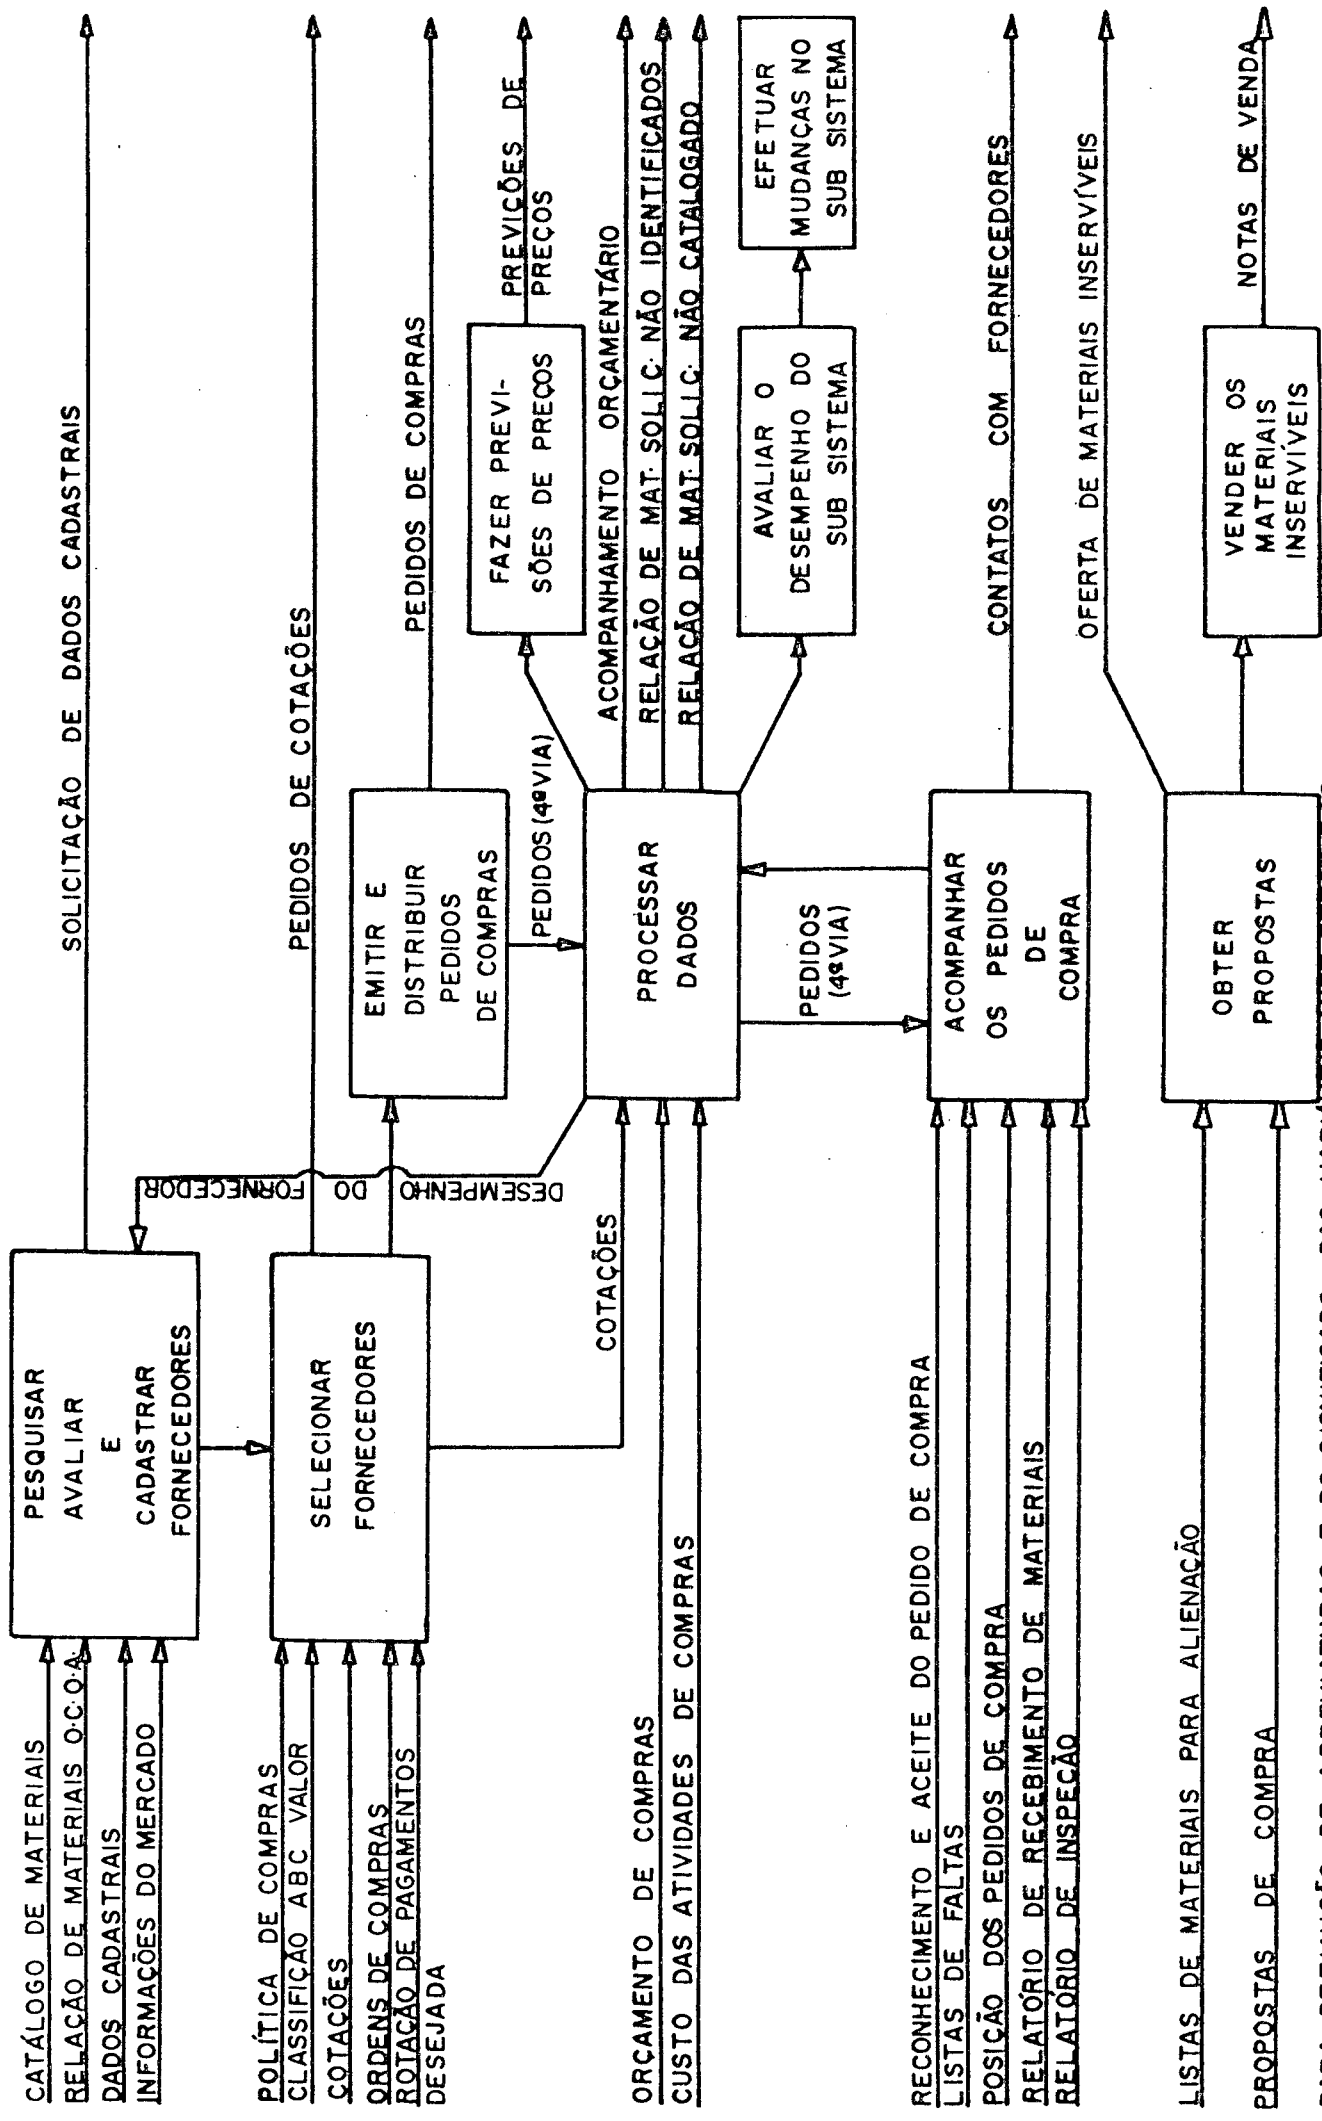 CATÁLOGO DE MATERIAIS
RELAÇÃO DE MATERIAIS O.C.O.A.
DADOS CADASTRAIS
INFORMAÇÕES DO MERCADO
PESQUISAR
AVALIAR
E
CADASTRAR
FORNECEDORES
SOLICITAÇÃO DE DADOS CADASTRAIS
POLÍTICA DE COMPRAS
CLASSIFIÇÃO ABC VALOR
COTAÇÕES
ORDENS DE COMPRAS
ROTAÇÃO DE PAGAMENTOS
DESEJADA
SELECIONAR
FORNECEDORES
PEDIDOS DE COTAÇÕES
DESEMPENHO DO FORNECEDOR
EMITIR E
DISTRIBUIR
PEDIDOS
DE COMPRAS
PEDIDOS DE COMPRAS
PEDIDOS (4ª VIA)
COTAÇÕES
ORÇAMENTO DE COMPRAS
CUSTO DAS ATIVIDADES DE COMPRAS
PROCESSAR
DADOS
FAZER PREVI-
SÕES DE PREÇOS
PREVIÇÕES DE
PREÇOS
ACOMPANHAMENTO ORÇAMENTÁRIO
RELAÇÃO DE MAT. SOLIC. NÃO IDENTIFICADOS
RELAÇÃO DE MAT. SOLIC. NÃO CATALOGADO
AVALIAR O
DESEMPENHO DO
SUB SISTEMA
EFETUAR
MUDANÇAS NO
SUB SISTEMA
PEDIDOS
(4ª VIA)
RECONHECIMENTO E ACEITE DO PEDIDO DE COMPRA
LISTAS DE FALTAS
POSIÇÃO DOS PEDIDOS DE COMPRA
RELATÓRIO DE RECEBIMENTO DE MATERIAIS
RELATÓRIO DE INSPEÇÃO
ACOMPANHAR
OS PEDIDOS
DE
COMPRA
CONTATOS COM FORNECEDORES
LISTAS DE MATERIAIS PARA ALIENAÇÃO
PROPOSTAS DE COMPRA
OBTER
PROPOSTAS
OFERTA DE MATERIAIS INSERVÍVEIS
VENDER OS
MATERIAIS
INSERVÍVEIS
NOTAS DE VENDA